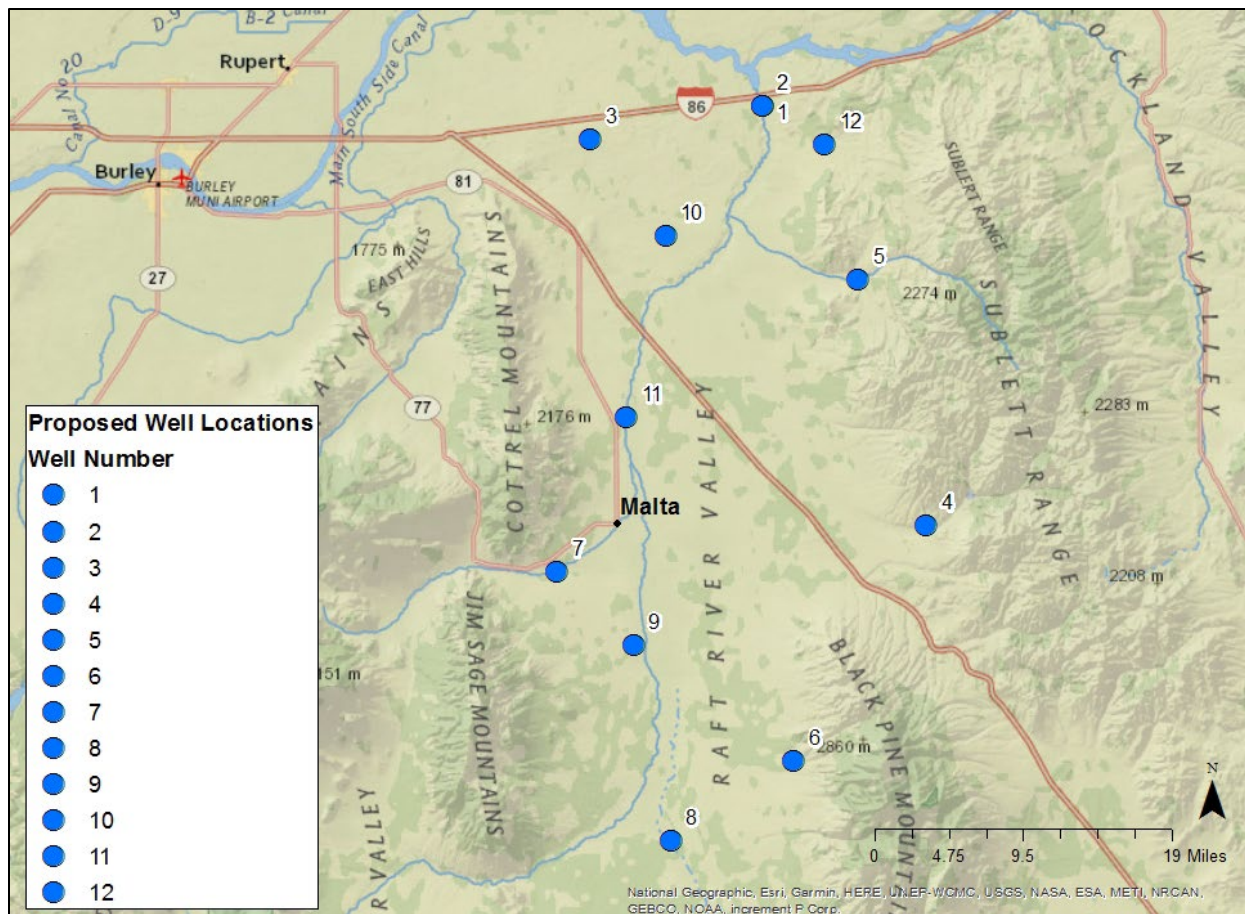 D-9
B-2 Canal
Rupert
Canal No 20
Main South Side Canal
Burley
BURLEY
MUNI AIRPORT
86
81
27
77
3
2
1
12
10
5
11
4
7
9
6
8
OCKLAND VALLEY
SUBLERT RANGE
SUBLETT RANGE
1775 m
EAST HILLS
AINS
COTTREL MOUNTAINS
2274 m
2176 m
2283 m
Malta
RAFT RIVER VALLEY
2208 m
JIM SAGE MOUNTAINS
151 m
BLACK PINE MOUNTAI
2860 m
R VALLEY
Proposed Well Locations
Well Number
1
2
3
4
5
6
7
8
9
10
11
12
N
0 4.75 9.5 19 Miles
National Geographic, Esri, Garmin, HERE, UNEP-WCMC, USGS, NASA, ESA, METI, NRCAN,
GEBCO, NOAA, increment P Corp.